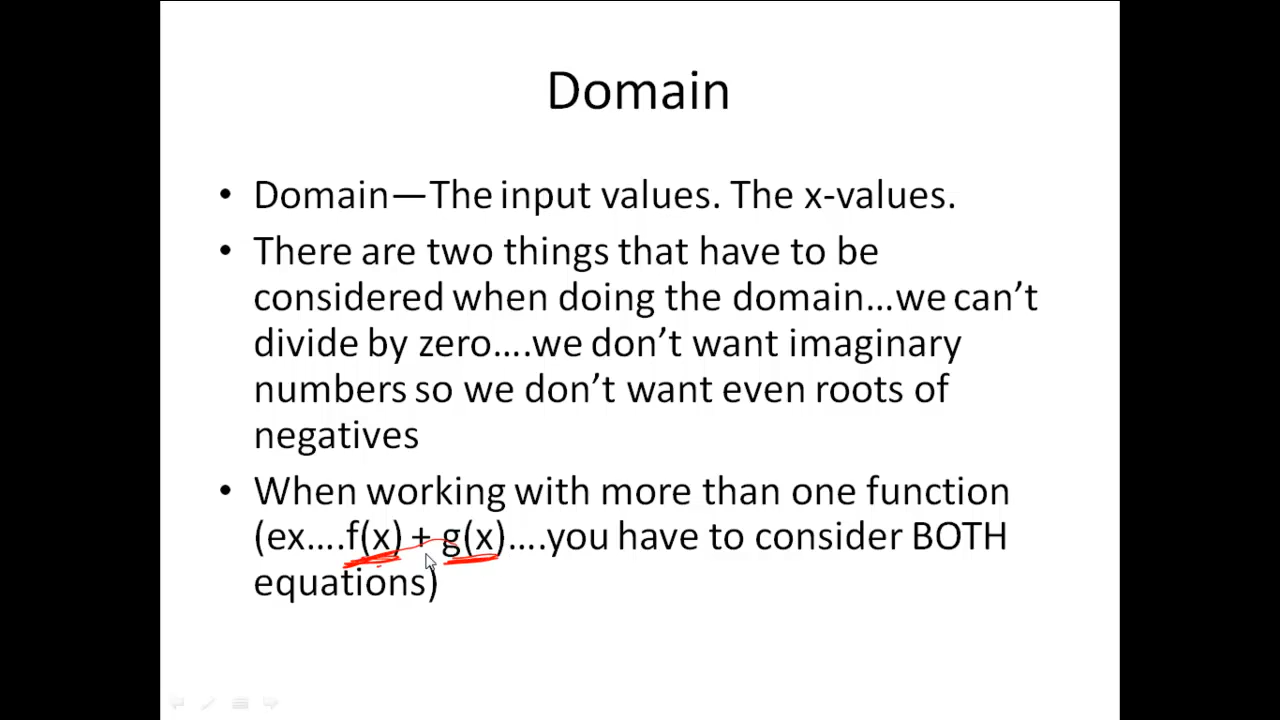 Domain
• Domain—The input values. The x-values.
• There are two things that have to be
considered when doing the domain…we can’t
divide by zero….we don’t want imaginary
numbers so we don’t want even roots of
negatives
• When working with more than one function
(ex….f(x) + g(x)….you have to consider BOTH
equations)